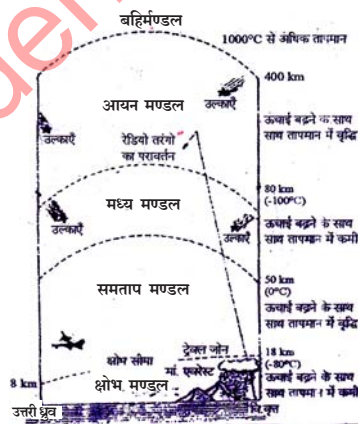 बहिर्मण्डल
1000°C से अधिक तापमान
400 km
आयन मण्डल
उल्काएँ
उल्काएँ
ऊंचाई बढ़ने के साथ
साथ तापमान में वृद्धि
रेडियो तरंगो
का परावर्तन
80 km
(-100°C)
मध्य मण्डल
उल्काएँ
उल्काएँ
ऊंचाई बढ़ने के साथ
साथ तापमान में कमी
50 km
(0°C)
समताप मण्डल
ऊंचाई बढ़ने के साथ
साथ तापमान में वृद्धि
ट्रेक्ल जोन
18 km
(-80°C)
क्षोभ सीमा
मां. एवरेस्ट
8 km
क्षोभ मण्डल
ऊंचाई बढ़ने के साथ
साथ तापमान में कमी
उत्तरी ध्रुव